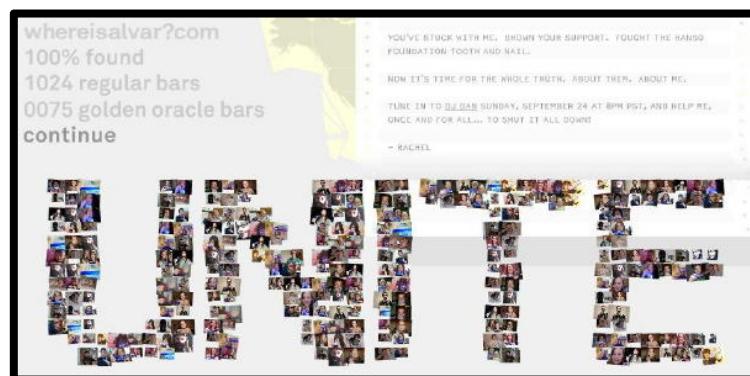 whereisalvar?com
100% found
1024 regular bars
0075 golden oracle bars
continue
YOU'VE STUCK WITH ME. SHOWN YOUR SUPPORT. FOUGHT THE HANSO
FOUNDATION TOOTH AND NAIL.
NOW IT'S TIME FOR THE WHOLE TRUTH. ABOUT THEM. ABOUT ME.
TUNE IN TO DJ DAN SUNDAY, SEPTEMBER 24 AT 8PM PST, AND HELP ME,
ONCE AND FOR ALL... TO SHUT IT ALL DOWN!
- RACHEL
UNITE